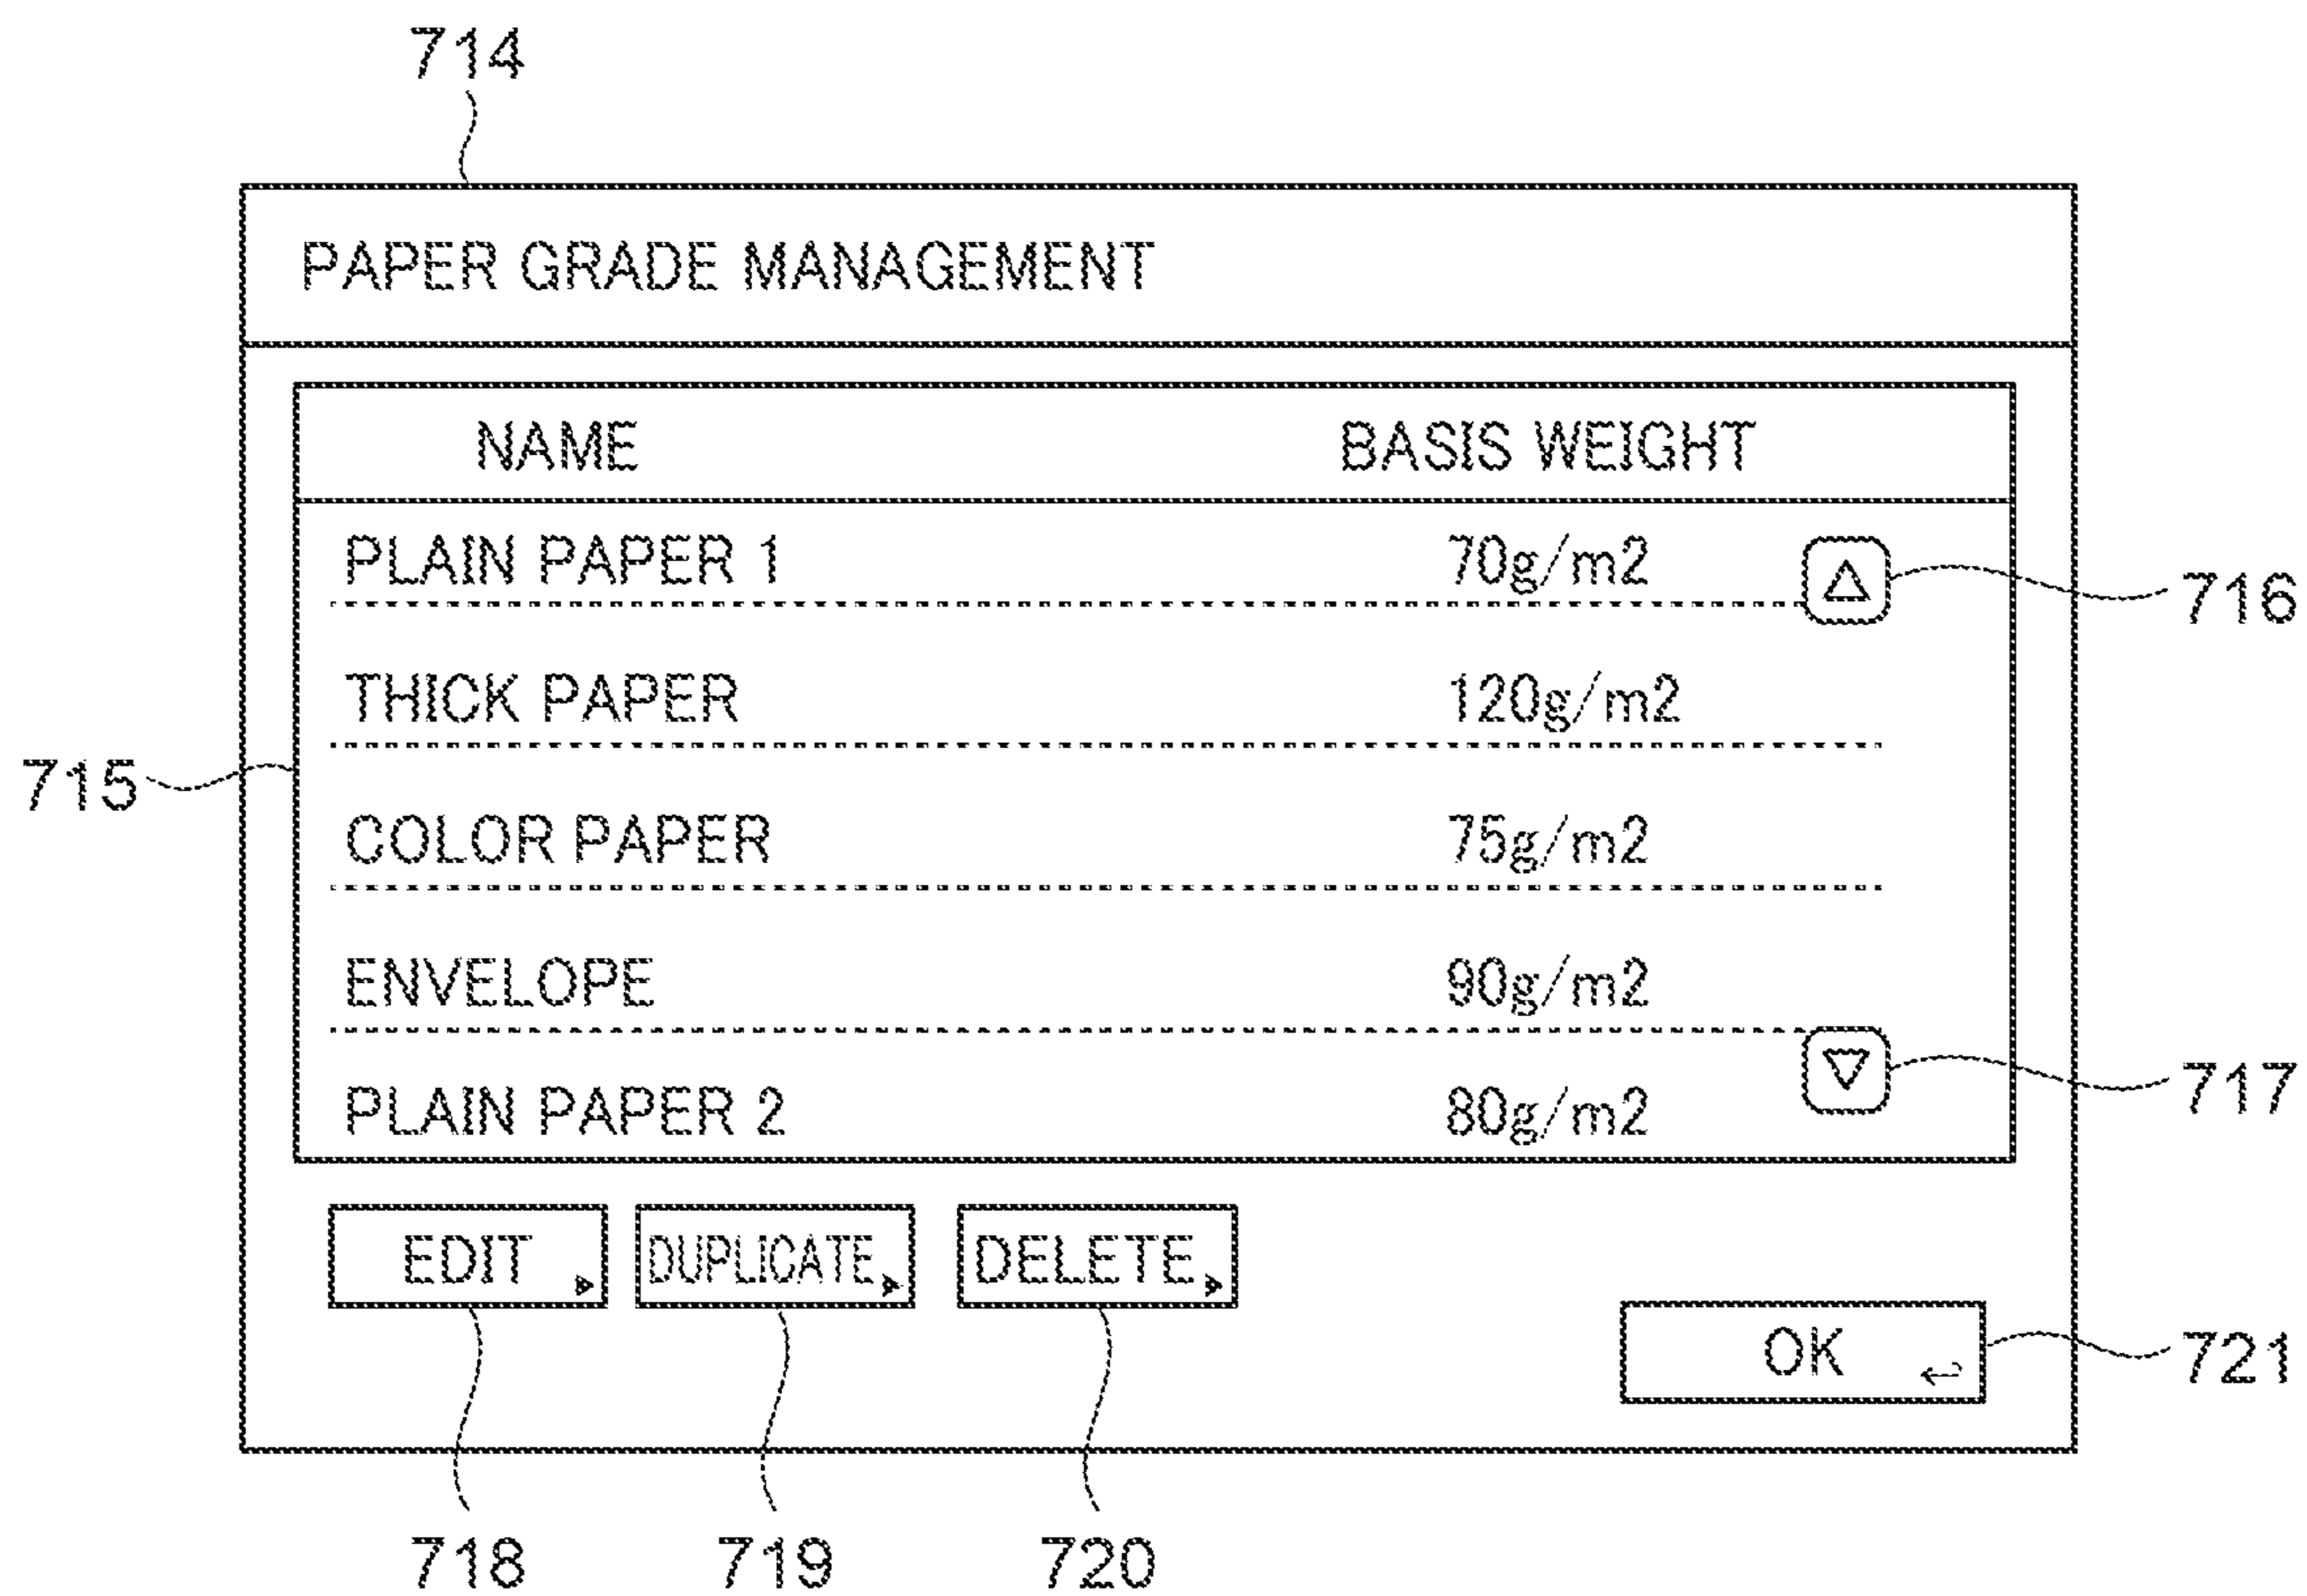 714
PAPER GRADE MANAGEMENT
NAME BASIS WEIGHT
PLAIN PAPER 1 70g/m2
716
THICK PAPER 120g/m2
715
COLOR PAPER 75g/m2
ENVELOPE 90g/m2
717
PLAIN PAPER 2 80g/m2
EDIT DUPLICATE DELETE
OK
721
718 719 720